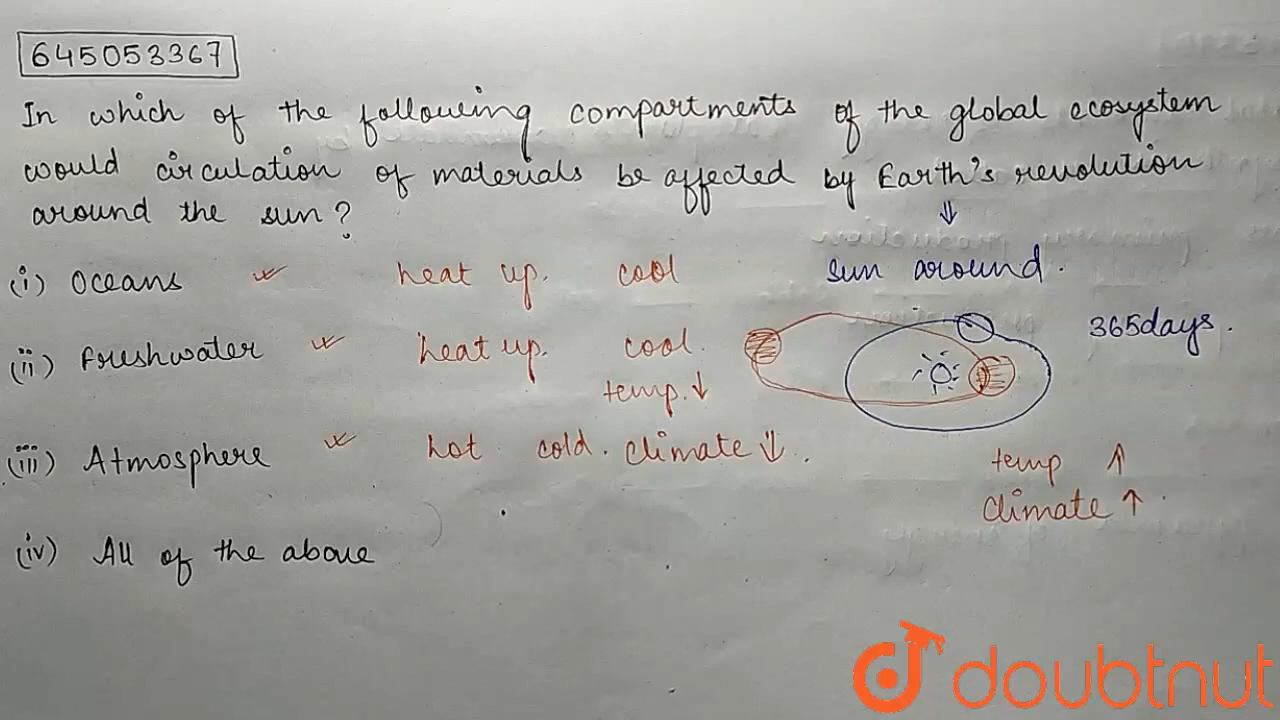 645053367
In which of the following compartments of the global ecosystem
would circulation of materials be affected by Earth's revolution
around the sun?
⇓
(i) Oceans ✓ heat up. cool sun around.
(ii) Freshwater ✓ heat up. cool. 365days.
temp. ↓
(iii) Atmosphere ✓ hot cold. Climate ↓.
temp ↑
Climate ↑
(iv) All of the above
doubtnut